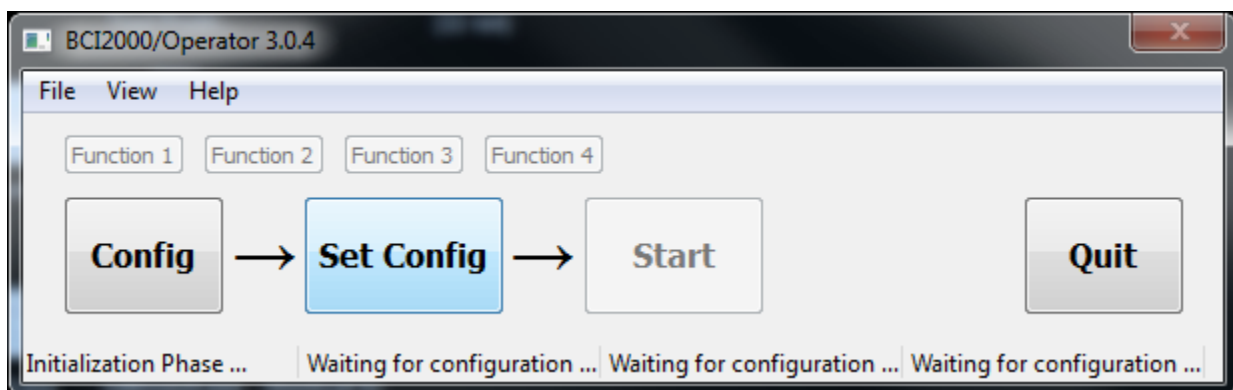 BCI2000/Operator 3.0.4
File View Help
Function 1 Function 2 Function 3 Function 4
Config → Set Config → Start Quit
Initialization Phase ... Waiting for configuration ... Waiting for configuration ... Waiting for configuration ...